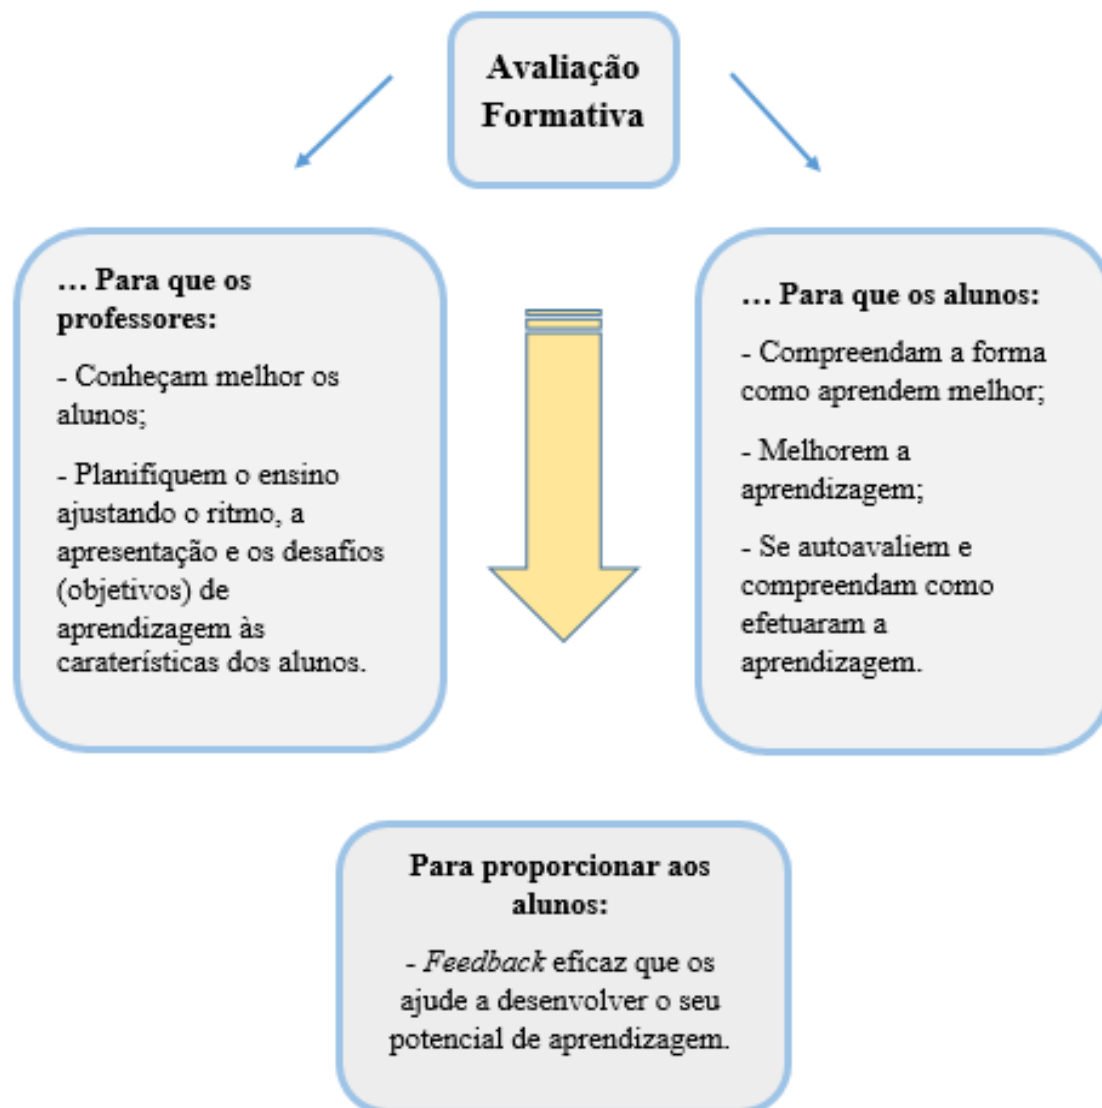 Avaliação
Formativa
… Para que os
professores:
- Conheçam melhor os
alunos;
- Planifiquem o ensino
ajustando o ritmo, a
apresentação e os desafios
(objetivos) de
aprendizagem às
caraterísticas dos alunos.
… Para que os alunos:
- Compreendam a forma
como aprendem melhor;
- Melhorem a
aprendizagem;
- Se autoavaliem e
compreendam como
efetuaram a
aprendizagem.
Para proporcionar aos
alunos:
- Feedback eficaz que os
ajude a desenvolver o seu
potencial de aprendizagem.